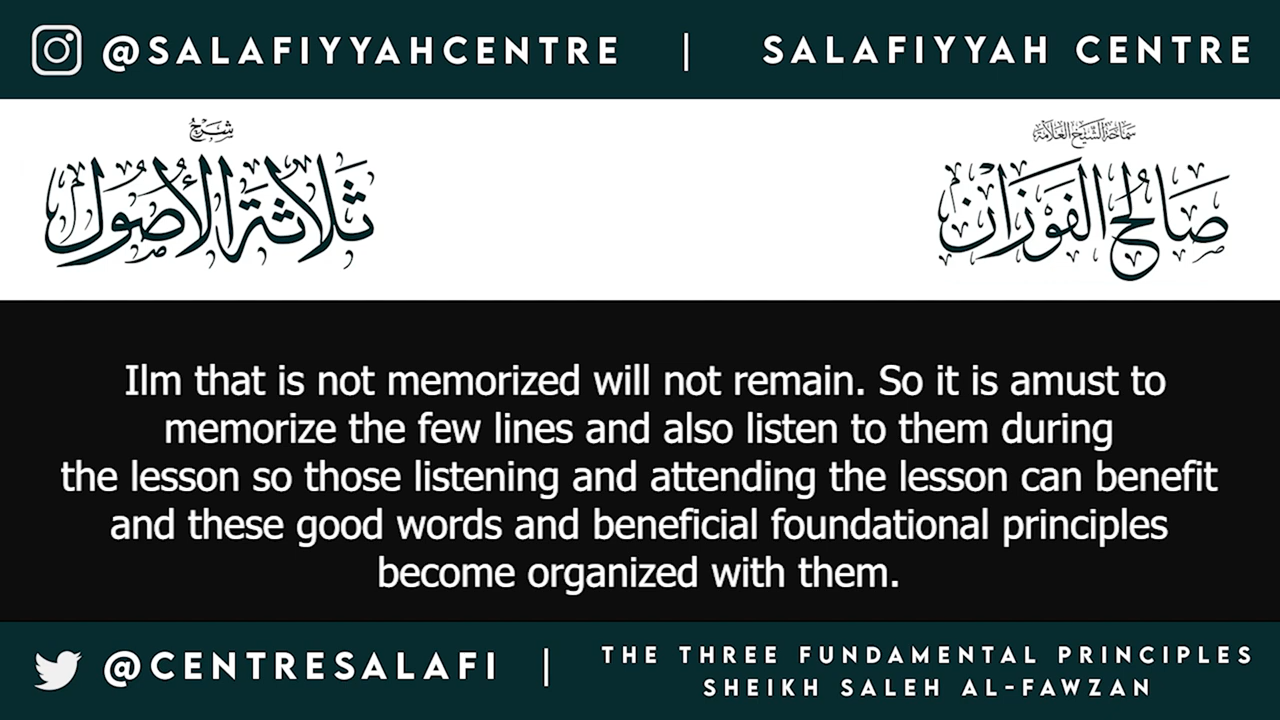 @SALAFIYYAHCENTRE | SALAFIYYAH CENTRE
شرح
ثلاثة الأصول
سماحة الشيخ العلامة
صالح الفوزان
Ilm that is not memorized will not remain. So it is amust to
memorize the few lines and also listen to them during
the lesson so those listening and attending the lesson can benefit
and these good words and beneficial foundational principles
become organized with them.
@CENTRESALAFI | THE THREE FUNDAMENTAL PRINCIPLES
SHEIKH SALEH AL-FAWZAN